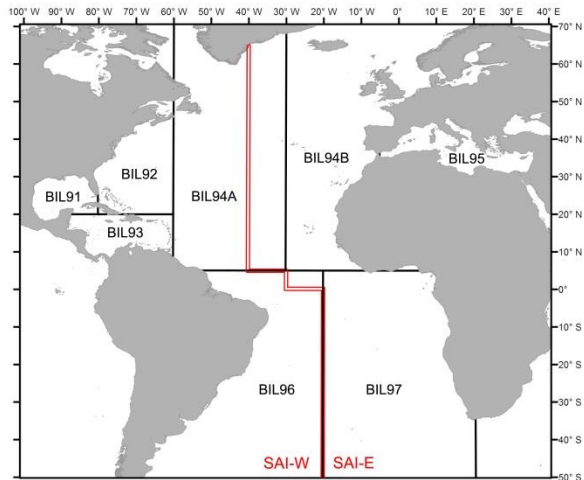 100° W 90° W 80° W 70° W 60° W 50° W 40° W 30° W 20° W 10° W 0° 10° E 20° E 30° E 40° E
70° N
60° N
50° N
40° N
BIL94B BIL95
30° N
BIL92
BIL91 BIL94A
20° N
BIL93
10° N
0°
10° S
20° S
BIL96 BIL97
30° S
40° S
SAI-W SAI-E
50° S